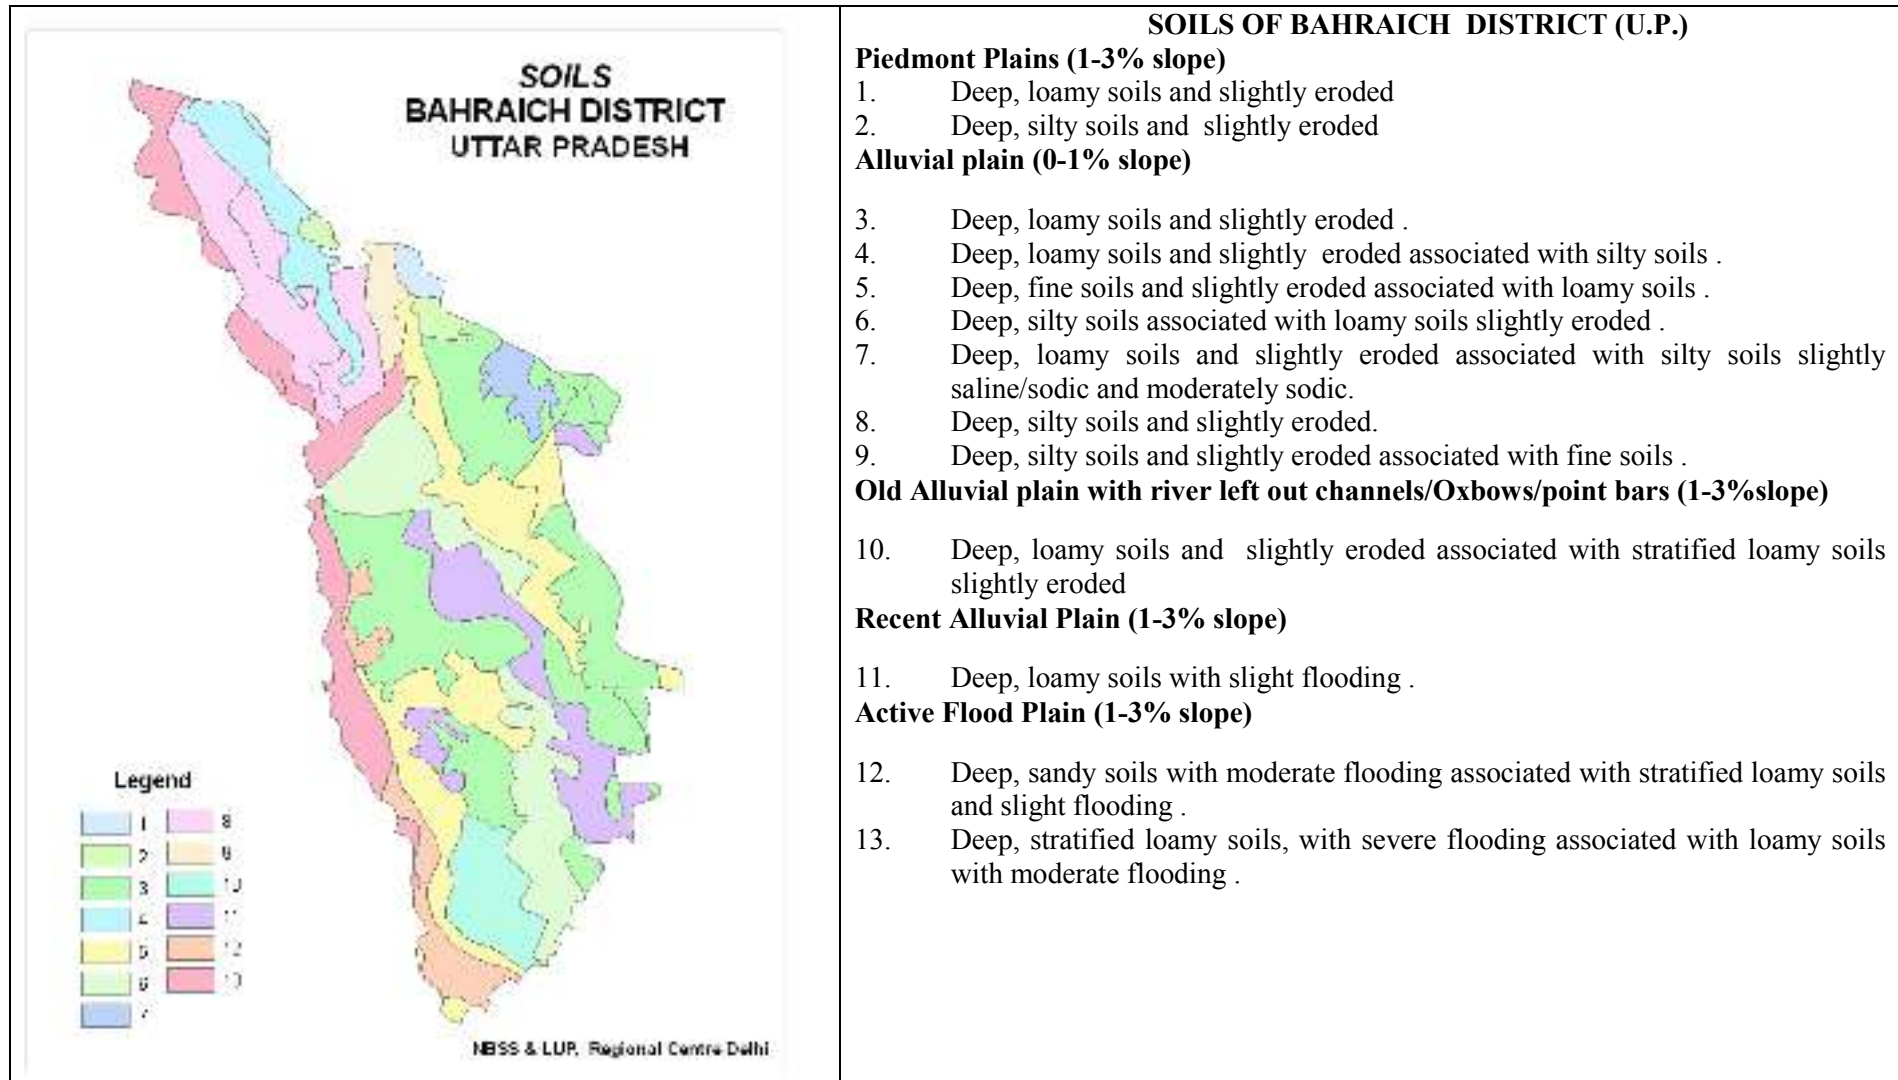 SOILS
BAHRAICH DISTRICT
UTTAR PRADESH
Legend
1
2
3
4
5
6
7
8
9
10
11
12
13
NBSS & LUP, Regional Centre Delhi
SOILS OF BAHRAICH DISTRICT (U.P.)
Piedmont Plains (1-3% slope)
1. Deep, loamy soils and slightly eroded
2. Deep, silty soils and slightly eroded
Alluvial plain (0-1% slope)
3. Deep, loamy soils and slightly eroded .
4. Deep, loamy soils and slightly eroded associated with silty soils .
5. Deep, fine soils and slightly eroded associated with loamy soils .
6. Deep, silty soils associated with loamy soils slightly eroded .
7. Deep, loamy soils and slightly eroded associated with silty soils slightly
saline/sodic and moderately sodic.
8. Deep, silty soils and slightly eroded.
9. Deep, silty soils and slightly eroded associated with fine soils .
Old Alluvial plain with river left out channels/Oxbows/point bars (1-3%slope)
10. Deep, loamy soils and slightly eroded associated with stratified loamy soils
slightly eroded
Recent Alluvial Plain (1-3% slope)
11. Deep, loamy soils with slight flooding .
Active Flood Plain (1-3% slope)
12. Deep, sandy soils with moderate flooding associated with stratified loamy soils
and slight flooding .
13. Deep, stratified loamy soils, with severe flooding associated with loamy soils
with moderate flooding .